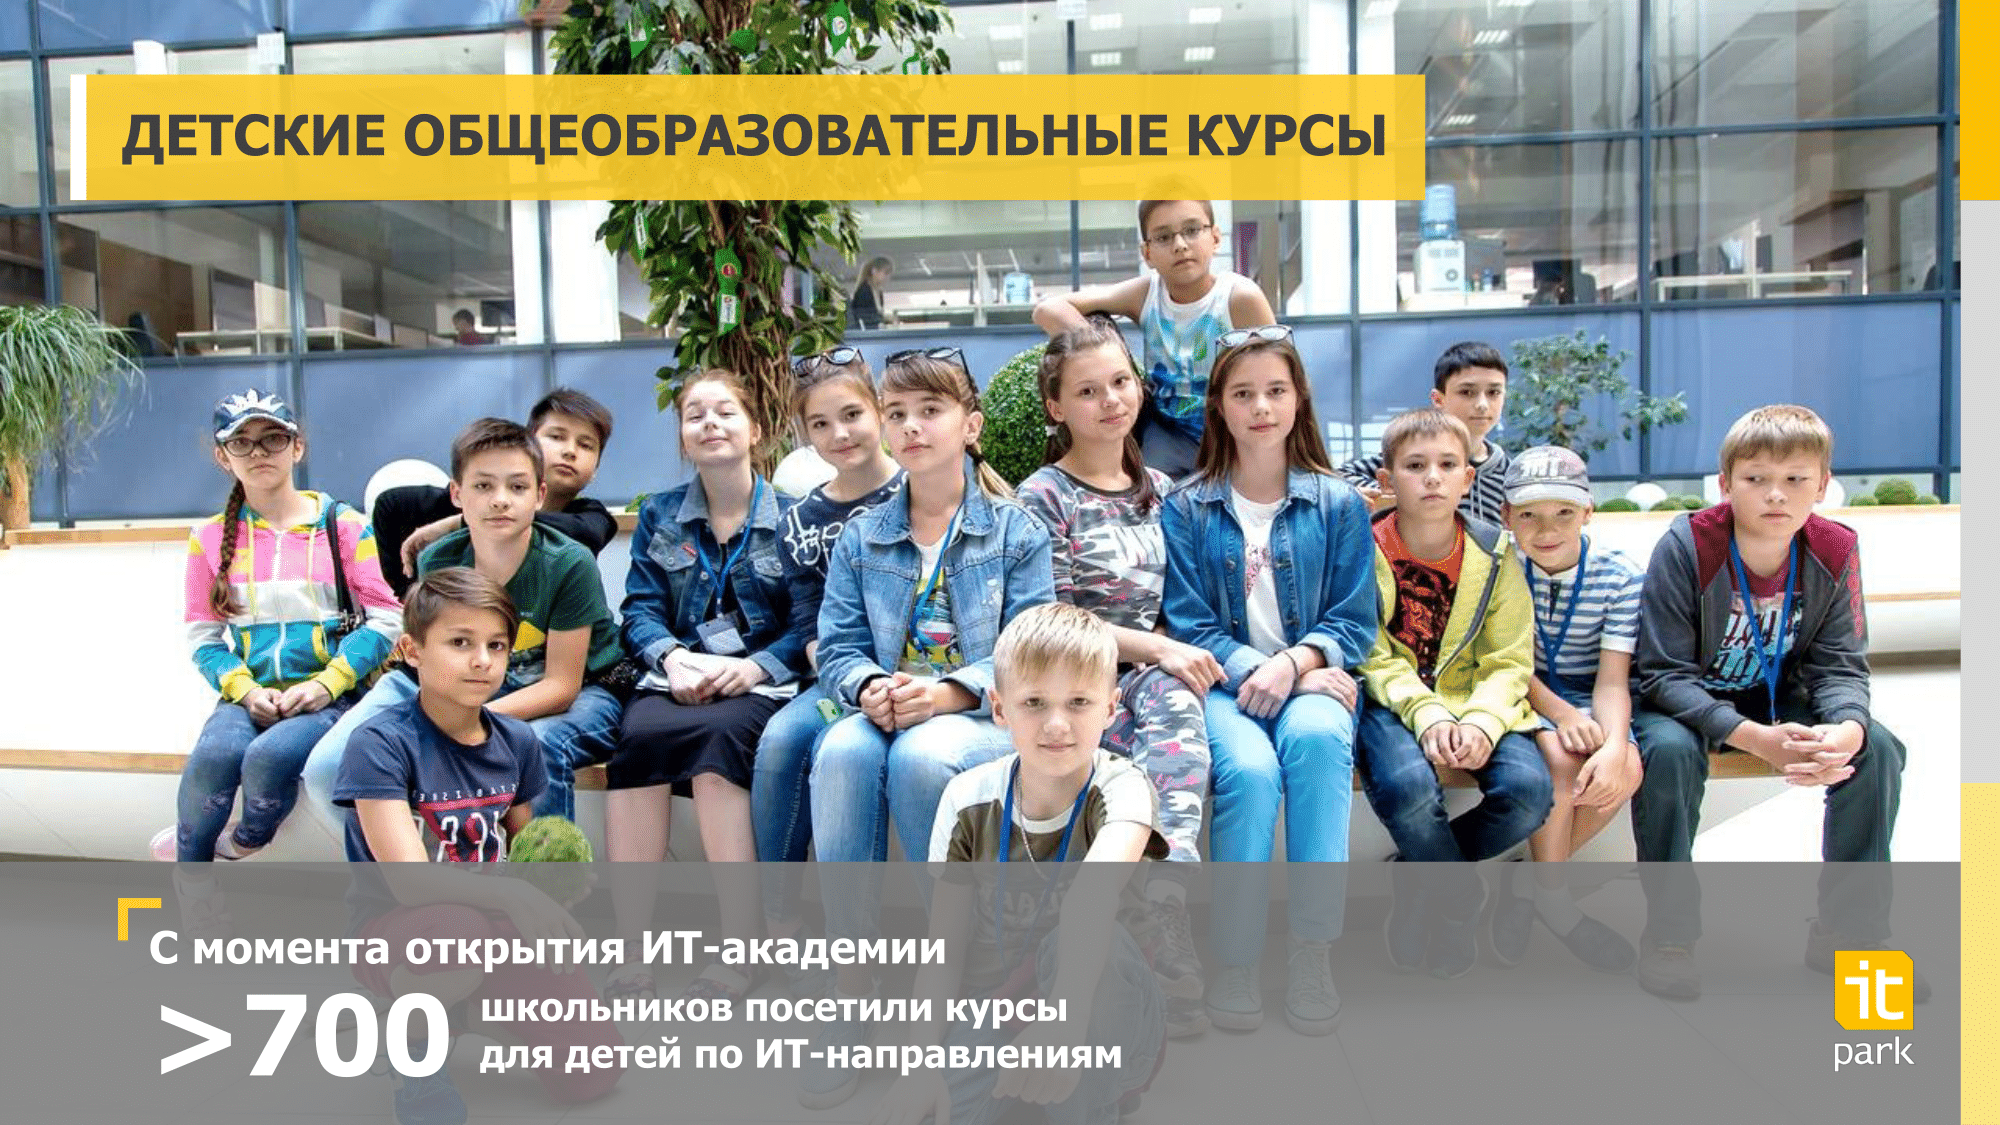 ДЕТСКИЕ ОБЩЕОБРАЗОВАТЕЛЬНЫЕ КУРСЫ
С момента открытия ИТ-академии
>700
школьников посетили курсы
для детей по ИТ-направлениям
it
park